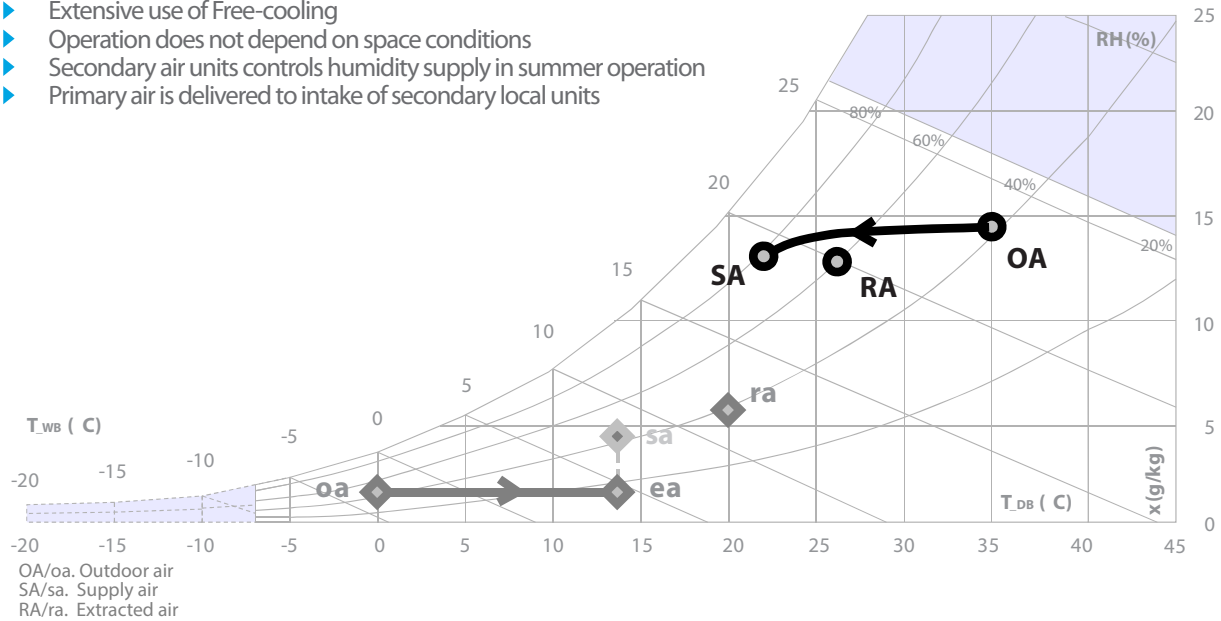 Extensive use of Free-cooling
Operation does not depend on space conditions
Secondary air units controls humidity supply in summer operation
Primary air is delivered to intake of secondary local units
25
RH(%)
25
80%
20
60%
20
40%
15
20%
SA
RA
OA
15
10
10
5
ra
0
sa
5
T_WB ( C)
-5
-10
-15
-20
oa
ea
T_DB ( C)
x(g/kg)
0
-20 -15 -10 -5 0 5 10 15 20 25 30 35 40 45
OA/oa. Outdoor air
SA/sa. Supply air
RA/ra. Extracted air